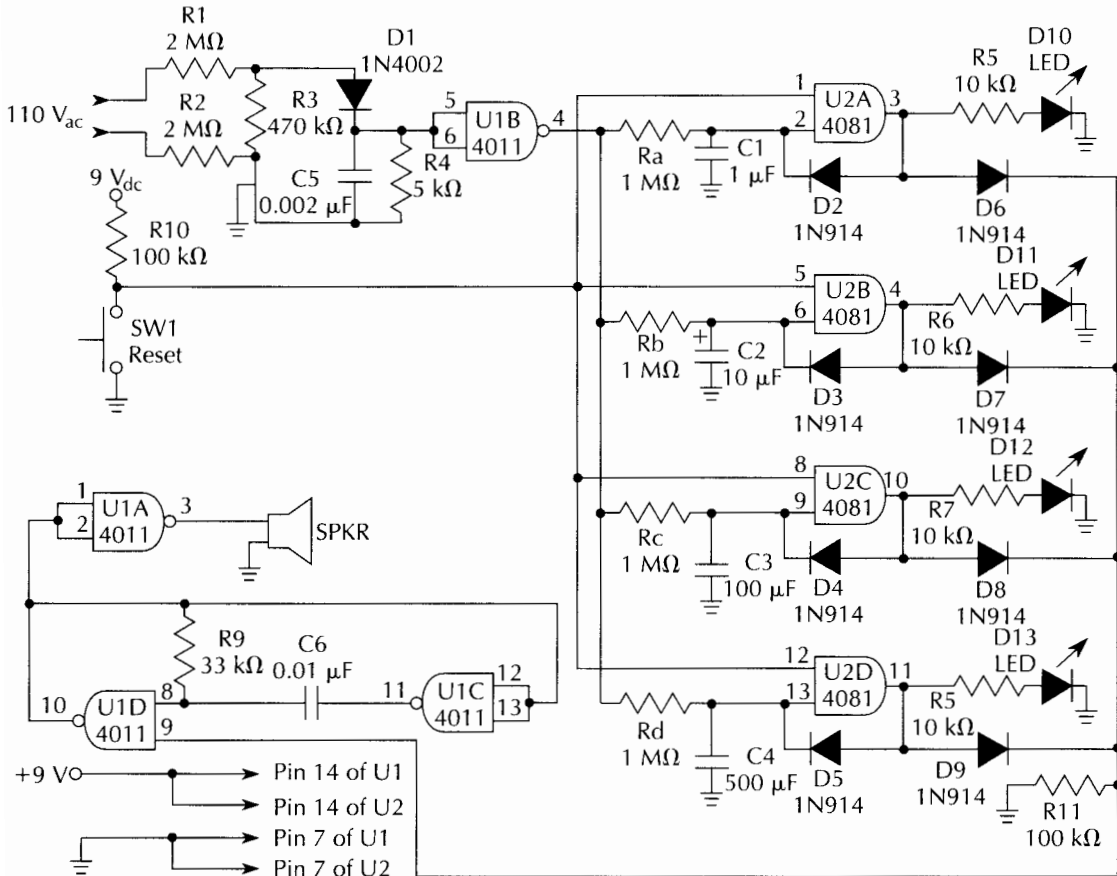 R1
2 MΩ
D1
1N4002
110 Vac
R2
2 MΩ
R3
470 kΩ
5
6
U1B
4011
4
R4
5 kΩ
C5
0.002 µF
9 Vdc
R10
100 kΩ
SW1
Reset
Ra
1 MΩ
C1
1 µF
1
2
U2A
4081
3
R5
10 kΩ
D10
LED
D2
1N914
D6
1N914
Rb
1 MΩ
+
C2
10 µF
5
6
U2B
4081
4
R6
10 kΩ
D11
LED
D3
1N914
D7
1N914
Rc
1 MΩ
C3
100 µF
8
9
U2C
4081
10
R7
10 kΩ
D12
LED
D4
1N914
D8
1N914
Rd
1 MΩ
C4
500 µF
12
13
U2D
4081
11
R5
10 kΩ
D13
LED
D5
1N914
D9
1N914
R11
100 kΩ
1
2
U1A
4011
3
SPKR
R9
33 kΩ
C6
0.01 µF
10
U1D
4011
8
9
11
U1C
4011
12
13
+9 V
Pin 14 of U1
Pin 14 of U2
Pin 7 of U1
Pin 7 of U2